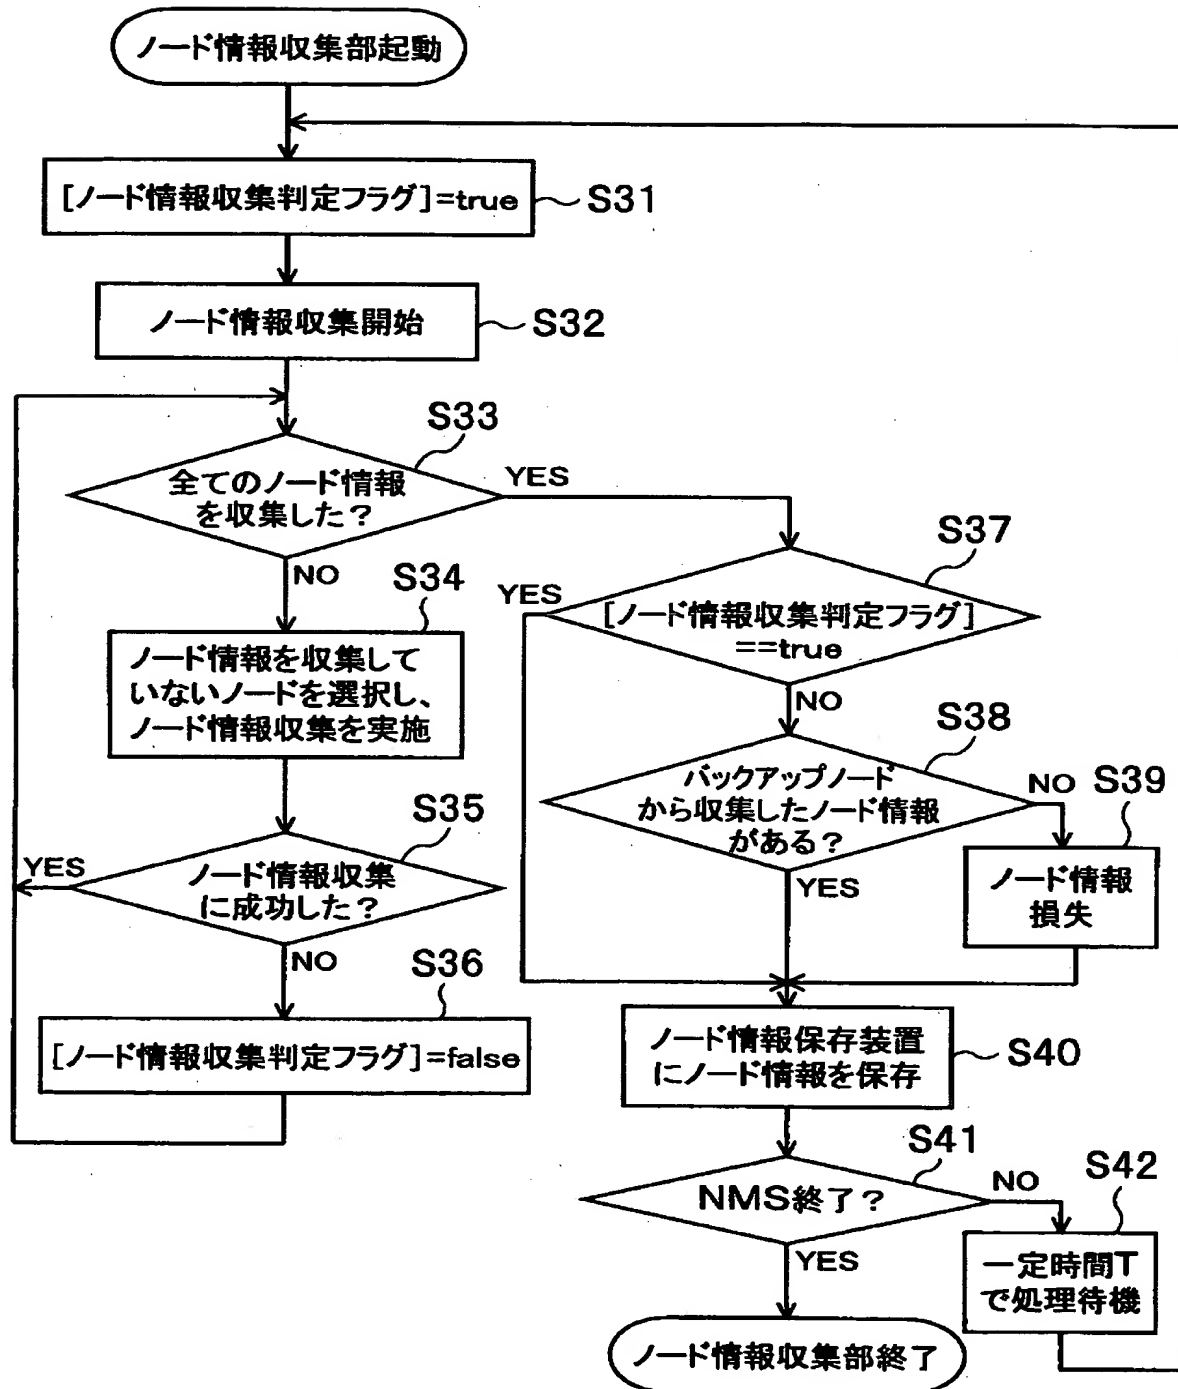 ノード情報収集部起動
[ノード情報収集判定フラグ]=true
S31
ノード情報収集開始
S32
S33
全てのノード情報
を収集した?
YES
NO
S34
ノード情報を収集して
いないノードを選択し、
ノード情報収集を実施
S35
YES
ノード情報収集
に成功した?
NO
S36
[ノード情報収集判定フラグ]=false
S37
YES
[ノード情報収集判定フラグ]
==true
NO
S38
バックアップノード
から収集したノード情報
がある?
NO
YES
S39
ノード情報
損失
ノード情報保存装置
にノード情報を保存
S40
S41
NMS終了?
NO
YES
S42
一定時間T
で処理待機
ノード情報収集部終了